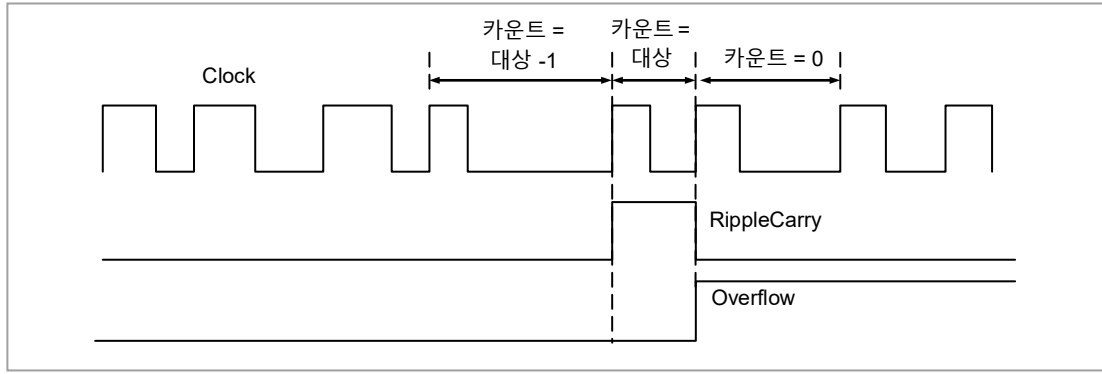 카운트 =
대상 -1
카운트 =
대상
카운트 = 0
Clock
RippleCarry
Overflow